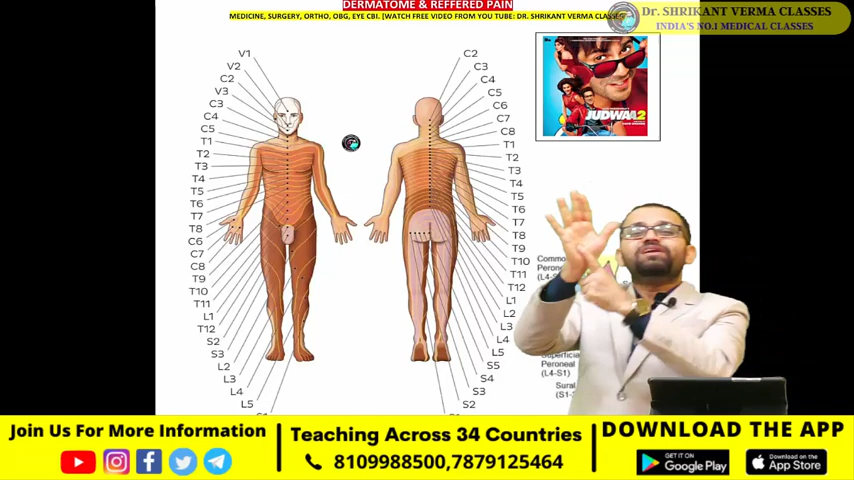 DERMATOME & REFFERED PAIN
MEDICINE, SURGERY, ORTHO, OBG, EYE CBI. [WATCH FREE VIDEO FROM YOU TUBE: DR. SHRIKANT VERMA CLASSES
Dr. SHRIKANT VERMA CLASSES
INDIA'S NO.1 MEDICAL CLASSES
V1
V2
C2
V3
C3
C4
C5
T1
T2
T3
T4
T5
T6
T7
T8
C6
C7
C8
T9
T10
T11
L1
T12
S2
S3
L2
L3
L4
L5
S1
C2
C3
C4
C5
C6
C7
C8
T1
T2
T3
T4
T5
T6
T7
T8
T9
T10
T11
T12
L1
L2
L3
L4
L5
S5
S4
S3
S2
JUDWAA 2
Peroneal
(L4-S1)
Superficial
Peroneal
(L4-S1)
Sural
Join Us For More Information
Teaching Across 34 Countries
8109988500,7879125464
DOWNLOAD THE APP
GET IT ON
Google Play
Download on the
App Store